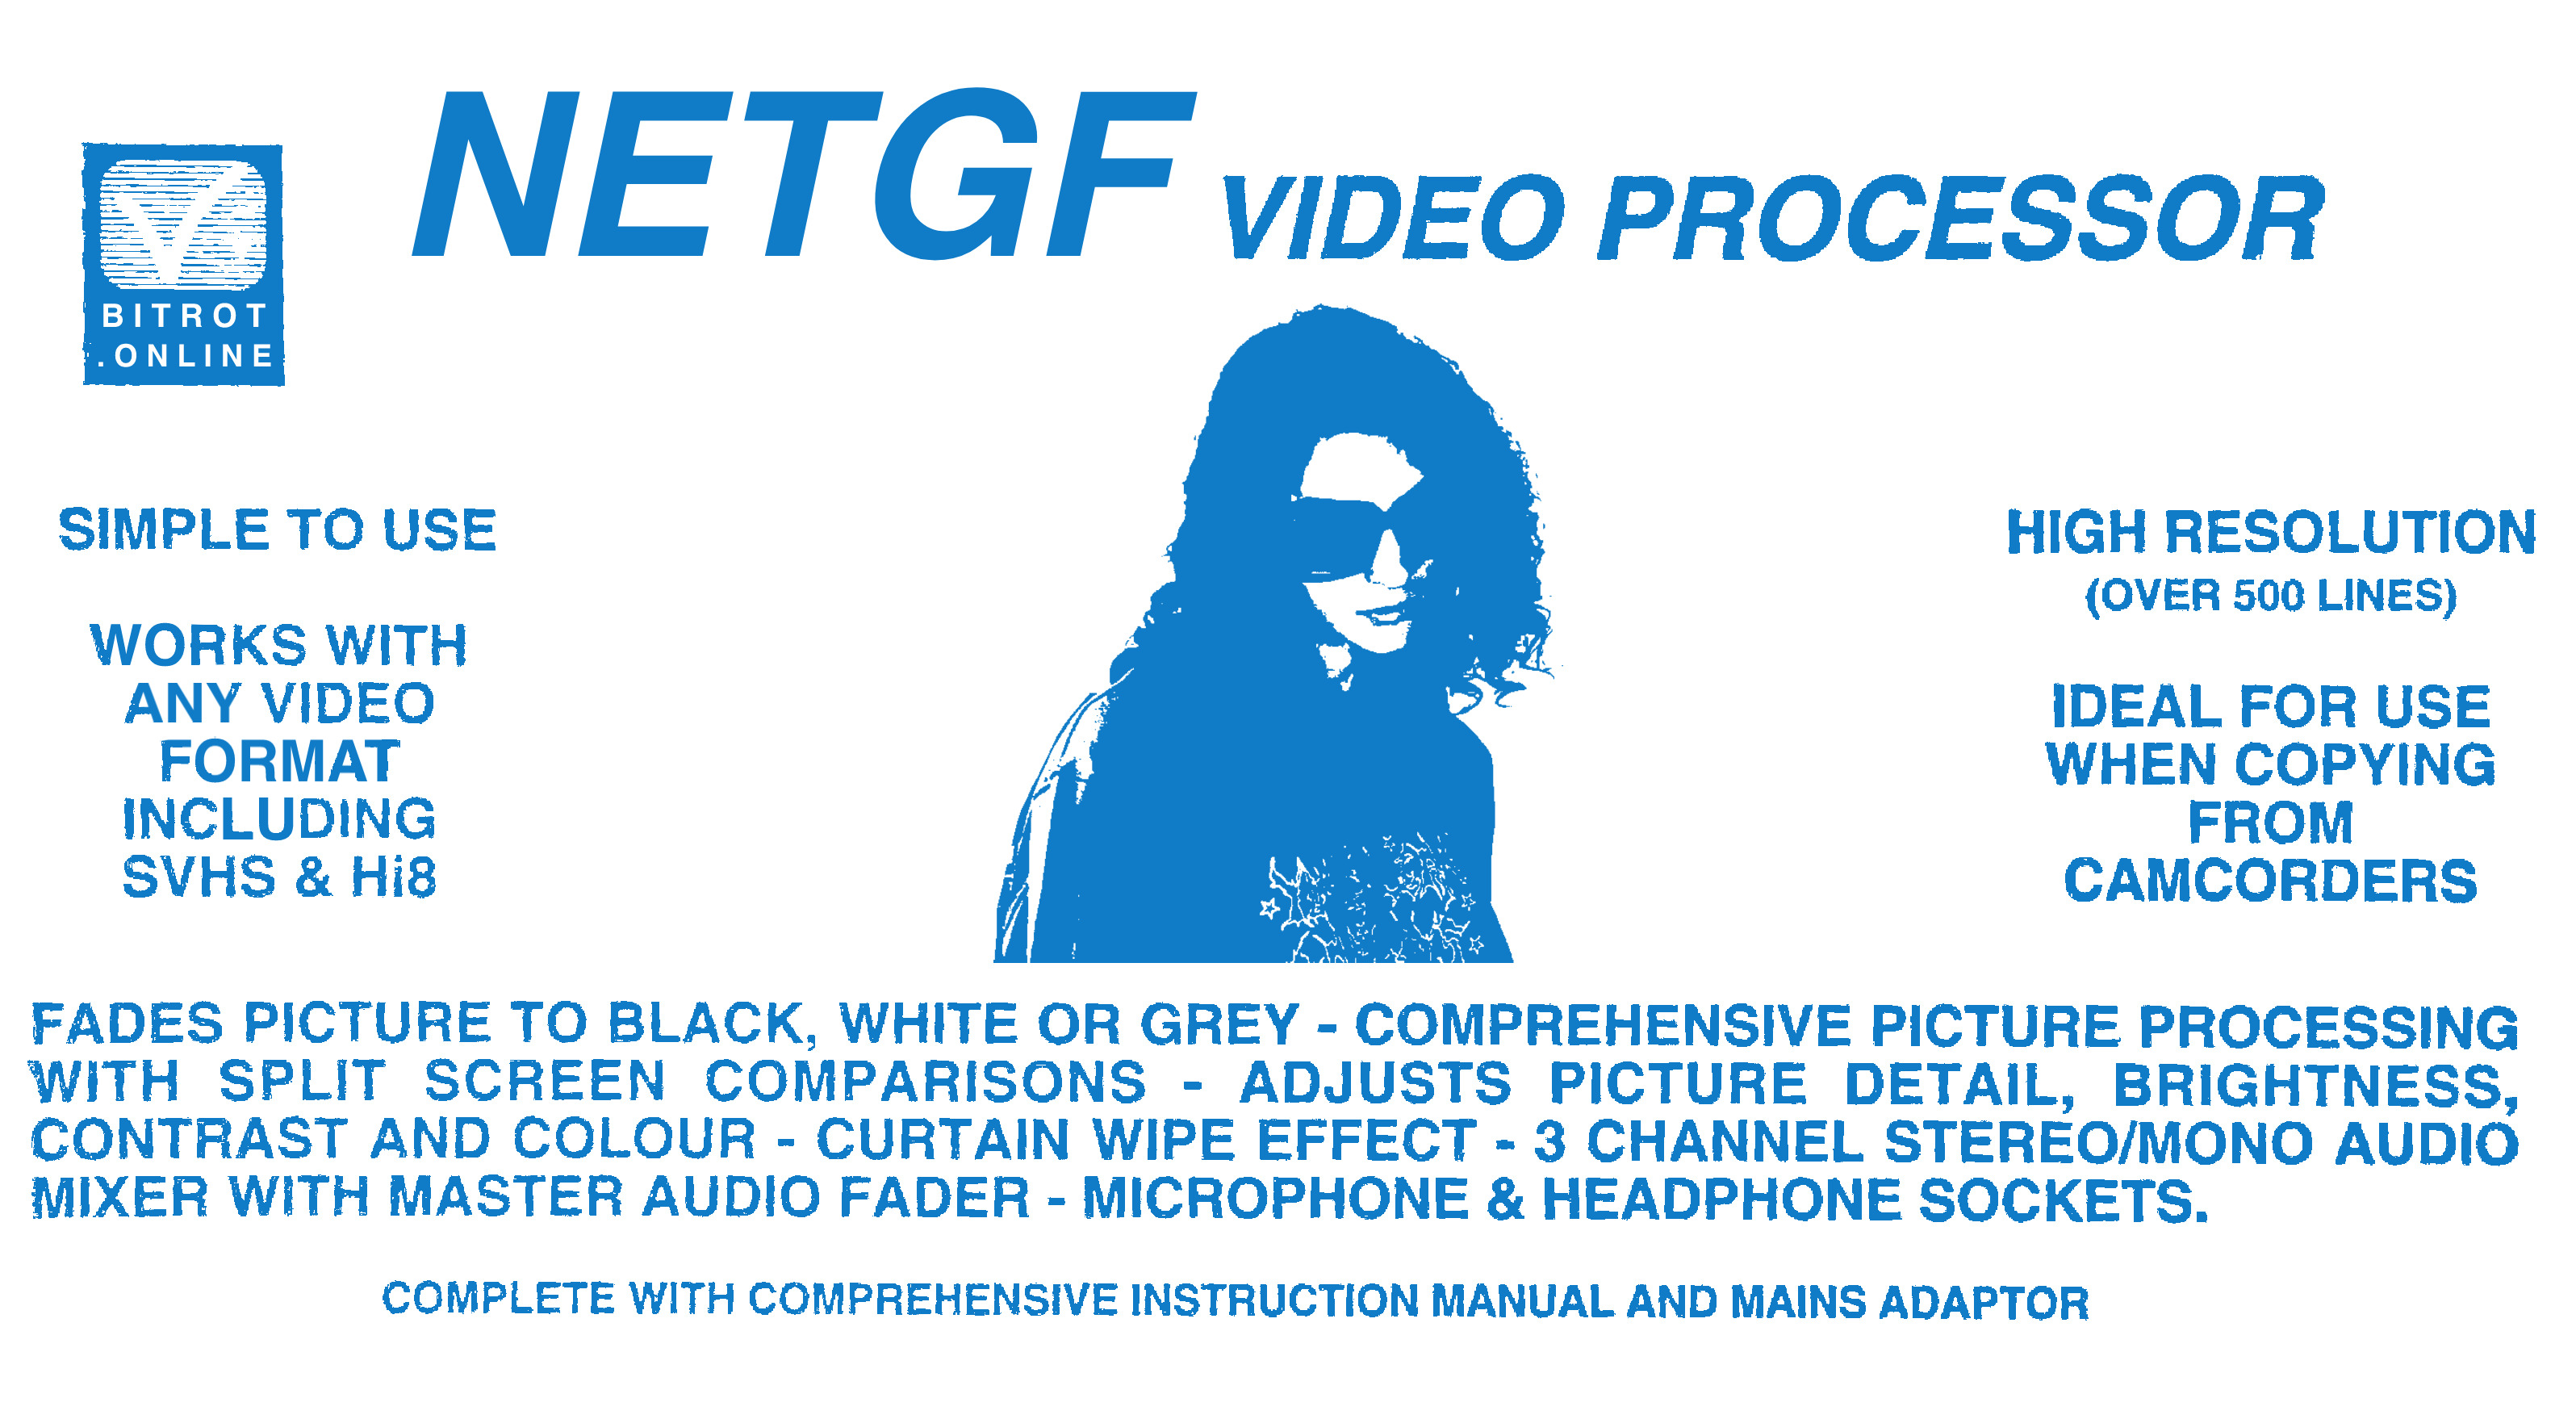 NETGF VIDEO PROCESSOR
BITROT
.ONLINE
SIMPLE TO USE
WORKS WITH
ANY VIDEO
FORMAT
INCLUDING
SVHS & Hi8
HIGH RESOLUTION
(OVER 500 LINES)
IDEAL FOR USE
WHEN COPYING
FROM
CAMCORDERS
FADES PICTURE TO BLACK, WHITE OR GREY - COMPREHENSIVE PICTURE PROCESSING
WITH SPLIT SCREEN COMPARISONS - ADJUSTS PICTURE DETAIL, BRIGHTNESS,
CONTRAST AND COLOUR - CURTAIN WIPE EFFECT - 3 CHANNEL STEREO/MONO AUDIO
MIXER WITH MASTER AUDIO FADER - MICROPHONE & HEADPHONE SOCKETS.
COMPLETE WITH COMPREHENSIVE INSTRUCTION MANUAL AND MAINS ADAPTOR